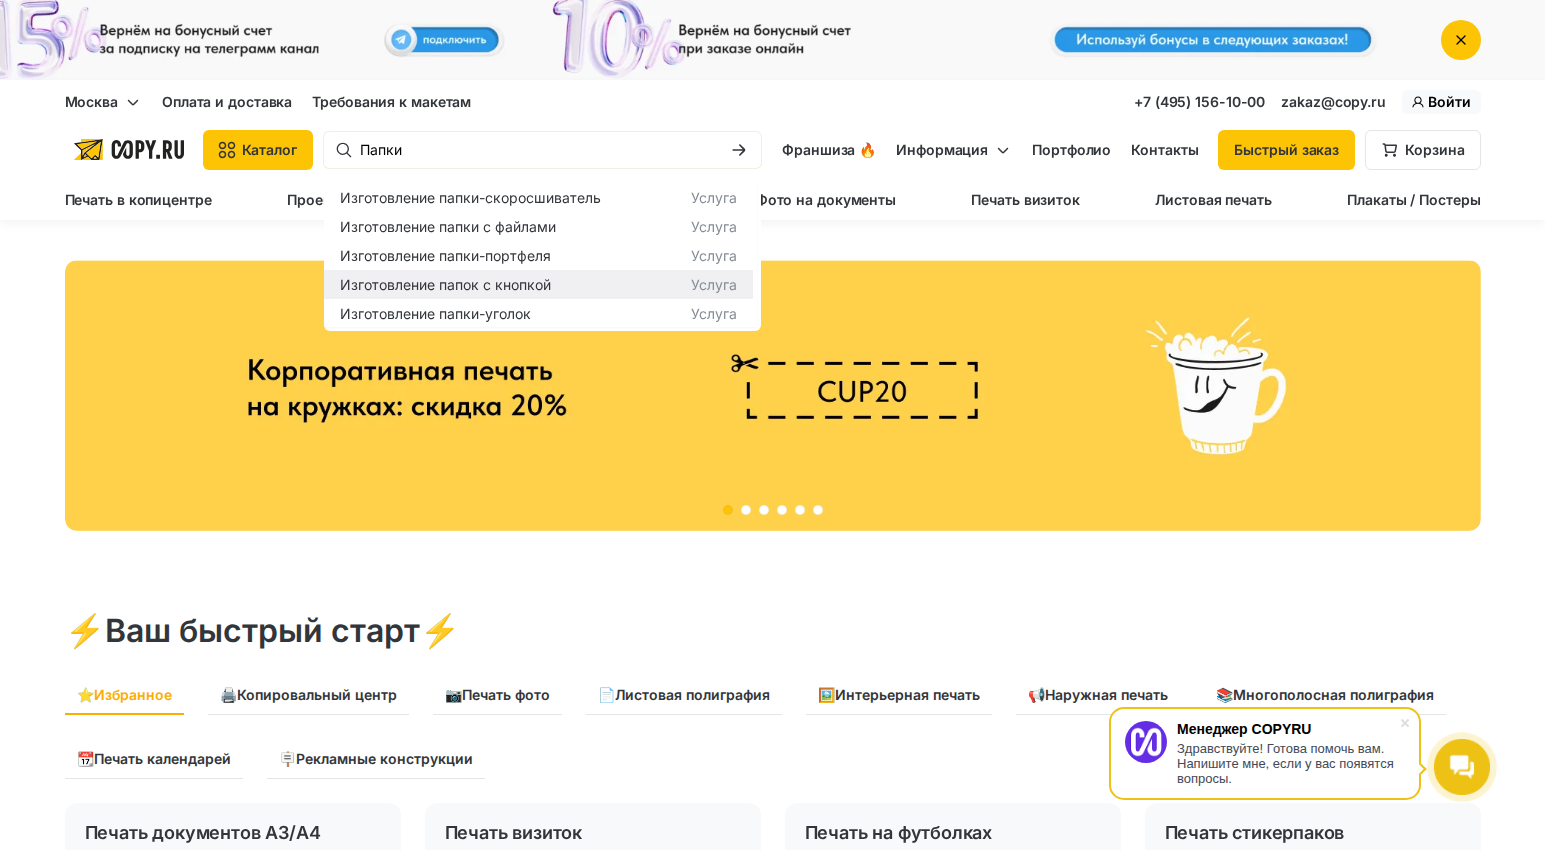 15%
Вернём на бонусный счет
за подписку на телеграмм канал
подключить
10%
Вернём на бонусный счет
при заказе онлайн
Используй бонусы в следующих заказах!
Москва
Оплата и доставка
Требования к макетам
+7 (495) 156-10-00
zakaz@copy.ru
Войти
COPY.RU
Каталог
Папки
Франшиза 🔥
Информация
Портфолио
Контакты
Быстрый заказ
Корзина
Печать в копицентре
Прое
Фото на документы
Печать визиток
Листовая печать
Плакаты / Постеры
Изготовление папки-скоросшиватель Услуга
Изготовление папки с файлами Услуга
Изготовление папки-портфеля Услуга
Изготовление папок с кнопкой Услуга
Изготовление папки-уголок Услуга
Корпоративная печать
на кружках: скидка 20%
CUP20
⚡Ваш быстрый старт⚡
⭐Избранное
🖨️Копировальный центр
📷Печать фото
📄Листовая полиграфия
🖼️Интерьерная печать
📢Наружная печать
📚Многополосная полиграфия
📆Печать календарей
🪧Рекламные конструкции
Менеджер COPYRU
Здравствуйте! Готова помочь вам.
Напишите мне, если у вас появятся
вопросы.
Печать документов А3/А4
Печать визиток
Печать на футболках
Печать стикерпаков